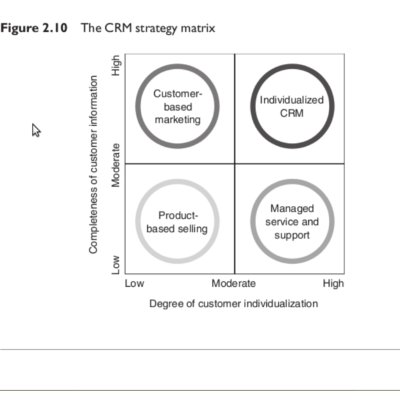 Figure 2.10 The CRM strategy matrix
High
Moderate
Low
Completeness of customer information
Customer-
based
marketing
Individualized
CRM
Product-
based selling
Managed
service and
support
Low Moderate High
Degree of customer individualization